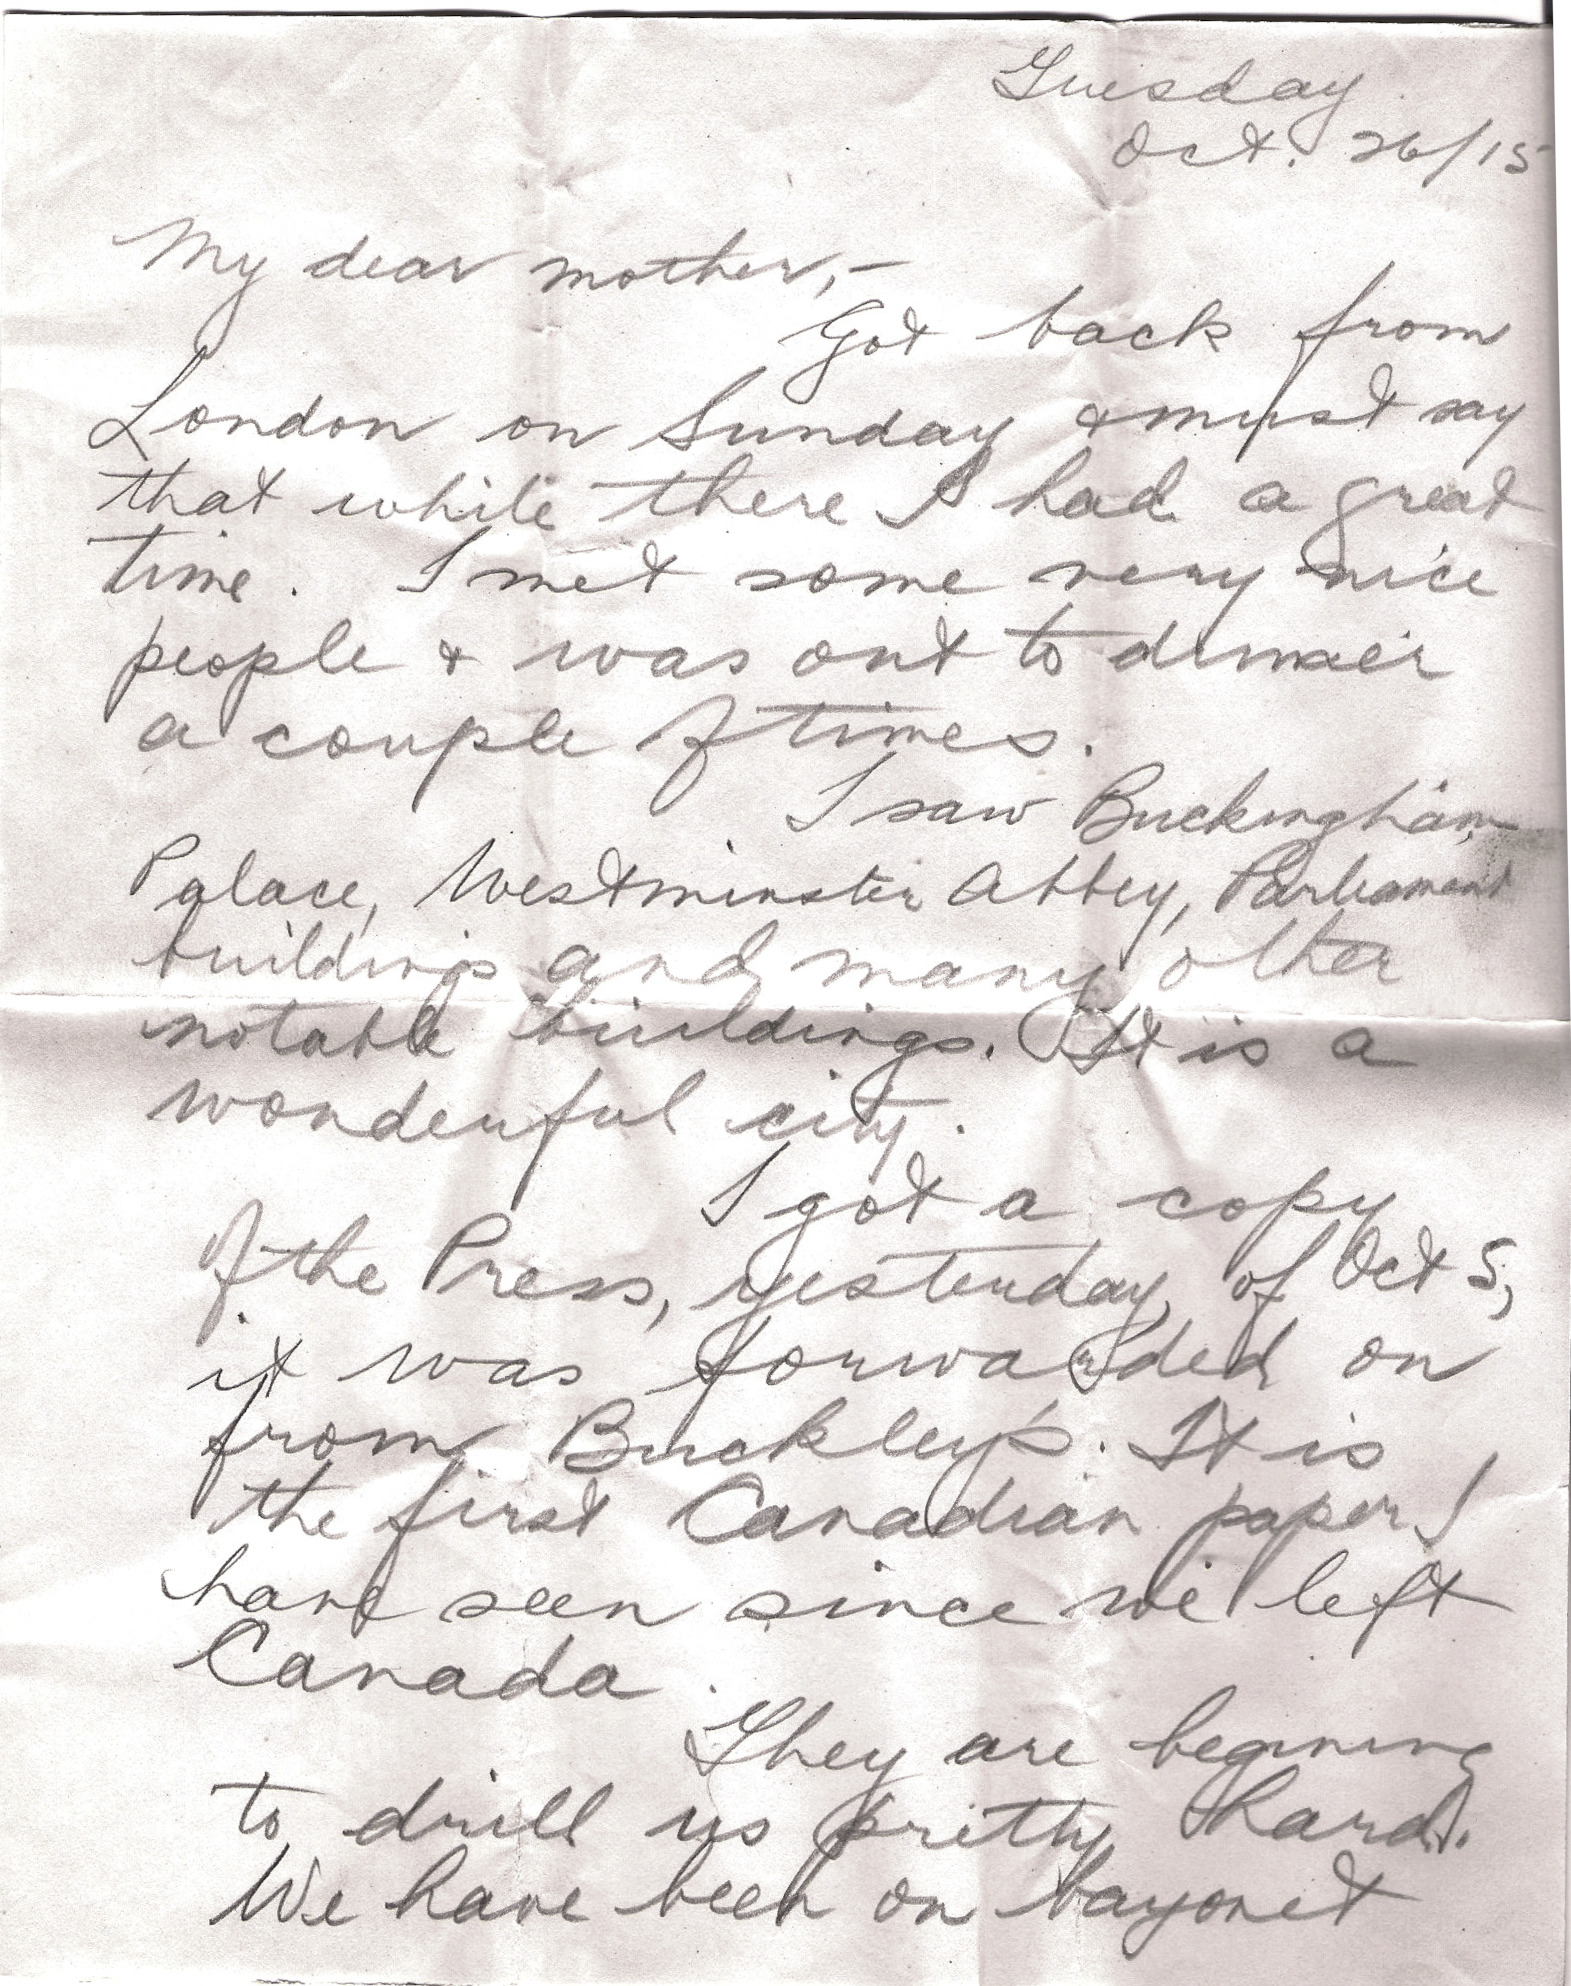 Tuesday
Oct. 26/15
My dear mother,-
Got back from
London on Sunday & must say
that while there I had a great
time. I met some very nice
people & was out to dinner
a couple of times.
I saw Buckingham
Palace, Westminster Abbey, Parliament
buildings and many other
notable buildings. It is a
wonderful city.
I got a copy
of the Press, yesterday, of Oct 5,
it was forwarded on
from Buckley's. It is
the first Canadian paper I
have seen since we left
Canada.
They are begining
to drill us pretty hard.
We have been on bayonet